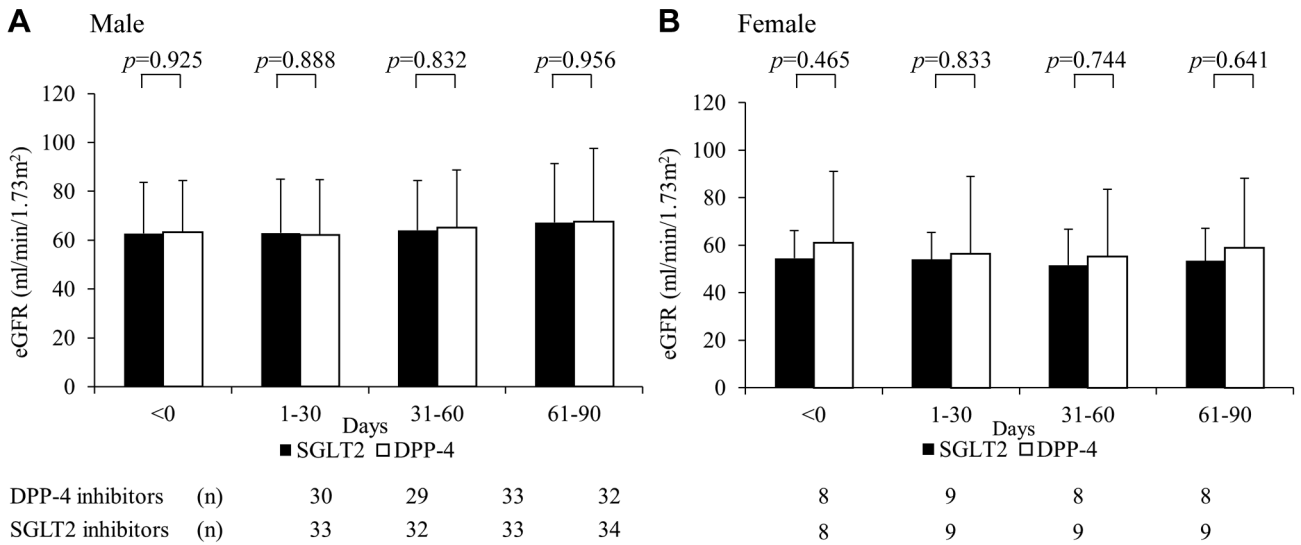 A Male
p=0.925 p=0.888 p=0.832 p=0.956
eGFR (ml/min/1.73m²)
120
100
80
60
40
20
0
<0 1-30 31-60 61-90
Days
SGLT2 DPP-4
B Female
p=0.465 p=0.833 p=0.744 p=0.641
eGFR (ml/min/1.73m²)
120
100
80
60
40
20
0
<0 1-30 31-60 61-90
Days
SGLT2 DPP-4
DPP-4 inhibitors (n) 30 29 33 32 8 9 8 8
SGLT2 inhibitors (n) 33 32 33 34 8 9 9 9